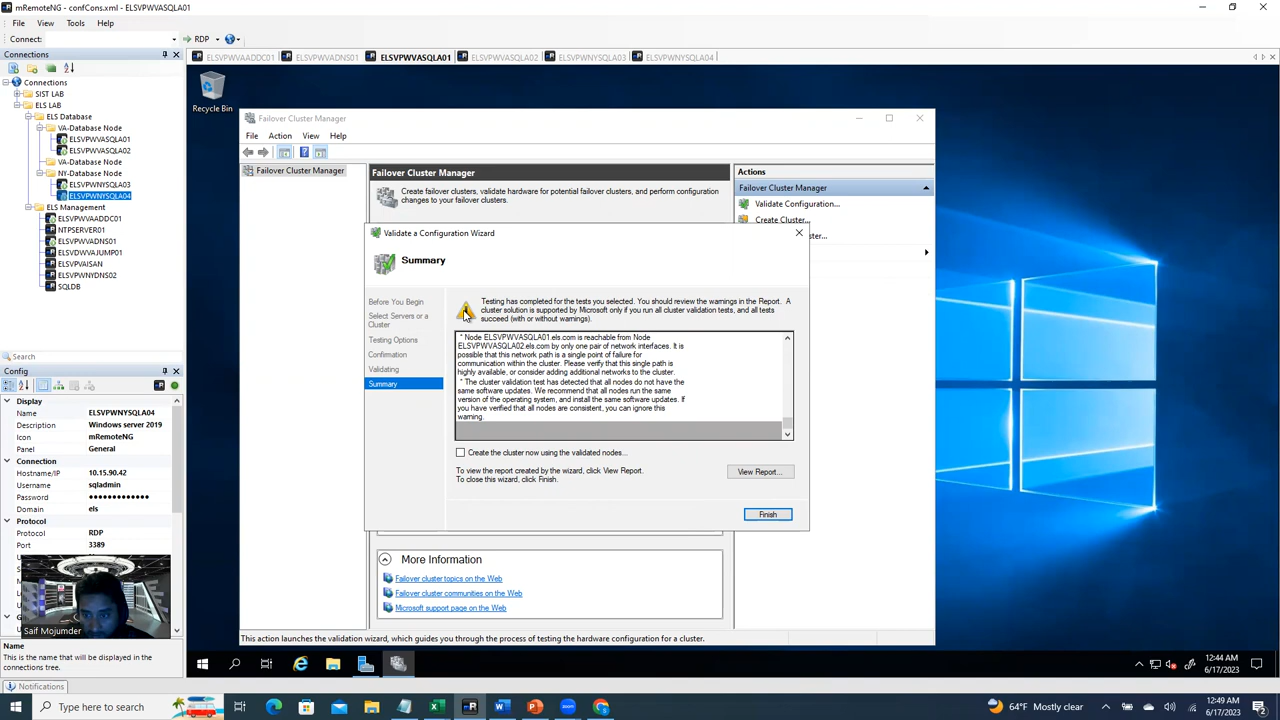 mRemoteNG - confCons.xml - ELSVPWVASQLA01
File View Tools Help
Connect: RDP
Connections
ELSVPWVAADDC01 ELSVPWVADNS01 ELSVPWVASQLA01 ELSVPWVASQLA02 ELSVPWNYSQLA03 ELSVPWNYSQLA04
Connections
SIST LAB
ELS LAB
ELS Database
VA-Database Node
ELSVPWVASQLA01
ELSVPWVASQLA02
VA-Database Node
NY-Database Node
ELSVPWNYSQLA03
ELSVPWNYSQLA04
ELS Management
ELSVPWVAADDC01
NTPSERVER01
ELSVPWVADNS01
ELSVDWVAJUMP01
ELSVPVAISAN
ELSVPWNYDNS02
SQLDB
Search
Config
Display
Name ELSVPWNYSQLA04
Description Windows server 2019
Icon mRemoteNG
Panel General
Connection
Hostname/IP 10.15.90.42
Username sqladmin
Password ••••••••••••
Domain els
Protocol
Protocol RDP
Port 3389
Saif Mojumder
Name
This is the name that will be displayed in the connections tree.
Notifications
Recycle Bin
Failover Cluster Manager
File Action View Help
Failover Cluster Manager
Failover Cluster Manager
Create failover clusters, validate hardware for potential failover clusters, and perform configuration
changes to your failover clusters.
Actions
Failover Cluster Manager
Validate Configuration...
Create Cluster...
ster...
Validate a Configuration Wizard
Summary
Before You Begin
Select Servers or a
Cluster
Testing Options
Confirmation
Validating
Summary
Testing has completed for the tests you selected. You should review the warnings in the Report. A
cluster solution is supported by Microsoft only if you run all cluster validation tests, and all tests
succeed (with or without warnings).
* Node ELSVPWVASQLA01.els.com is reachable from Node
ELSVPWVASQLA02.els.com by only one pair of network interfaces. It is
possible that this network path is a single point of failure for
communication within the cluster. Please verify that this single path is
highly available, or consider adding additional networks to the cluster.
* The cluster validation test has detected that all nodes do not have the
same software updates. We recommend that all nodes run the same
version of the operating system, and install the same software updates. If
you have verified that all nodes are consistent, you can ignore this
warning.
Create the cluster now using the validated nodes...
To view the report created by the wizard, click View Report.
To close this wizard, click Finish.
View Report...
Finish
More Information
Failover cluster topics on the Web
Failover cluster communities on the Web
Microsoft support page on the Web
This action launches the validation wizard, which guides you through the process of testing the hardware configuration for a cluster.
12:44 AM
6/17/2023
Type here to search
64°F Mostly clear
12:49 AM
6/17/2023